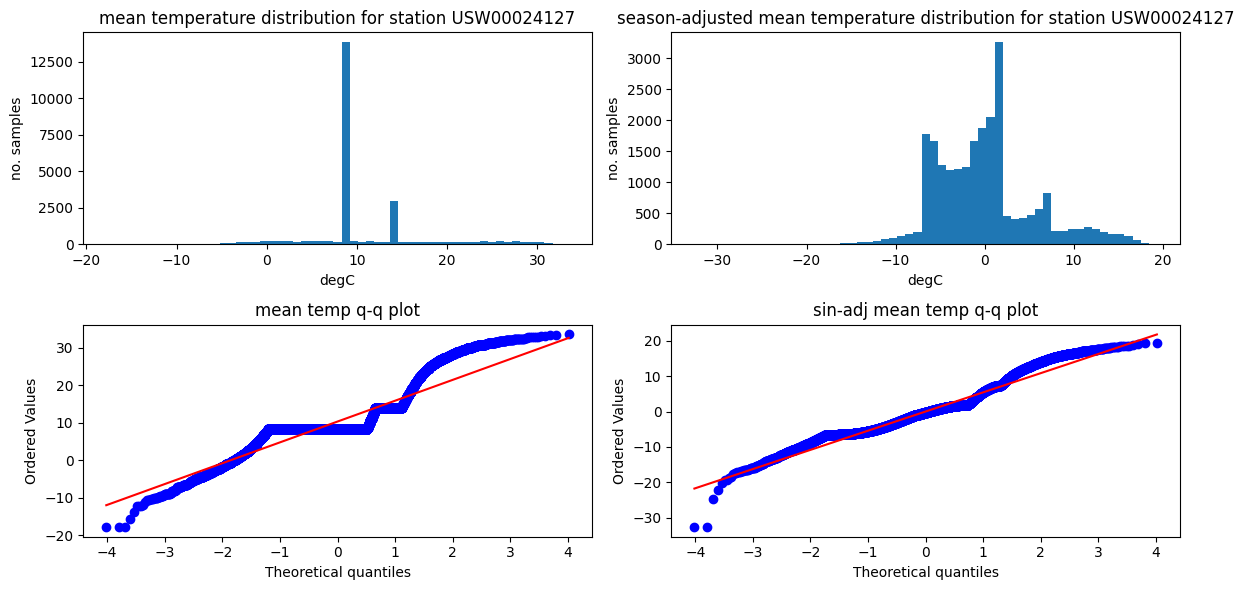 mean temperature distribution for station USW00024127
no. samples
12500
10000
7500
5000
2500
0
−20 −10 0 10 20 30
degC
season-adjusted mean temperature distribution for station USW00024127
no. samples
3000
2500
2000
1500
1000
500
0
−30 −20 −10 0 10 20
degC
mean temp q-q plot
Ordered Values
30
20
10
0
−10
−20
−4 −3 −2 −1 0 1 2 3 4
Theoretical quantiles
sin-adj mean temp q-q plot
Ordered Values
20
10
0
−10
−20
−30
−4 −3 −2 −1 0 1 2 3 4
Theoretical quantiles